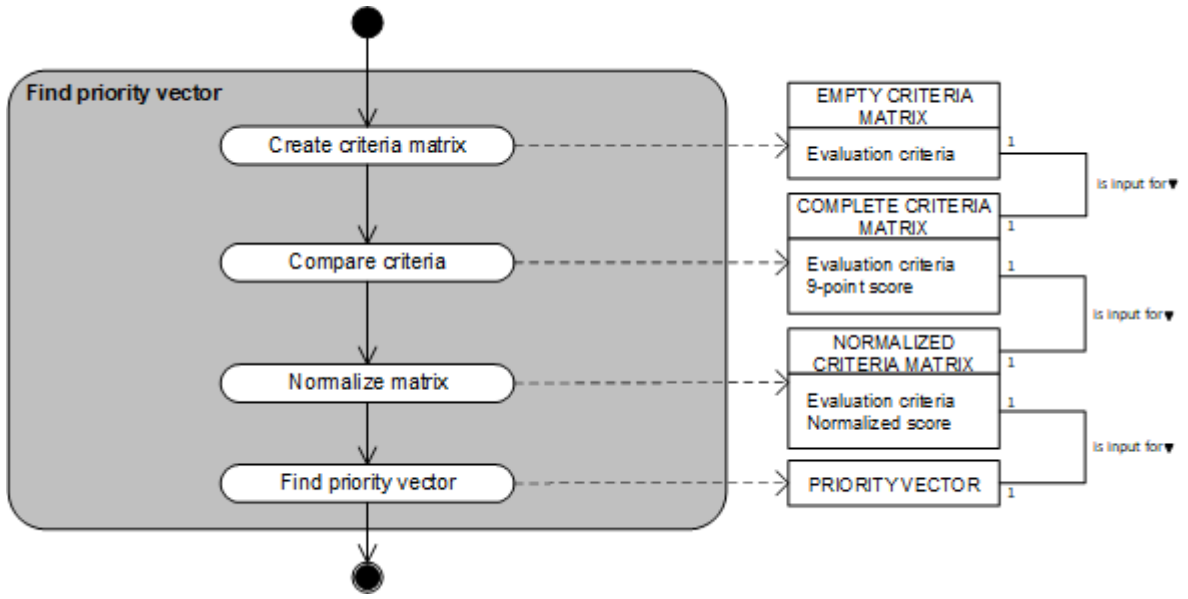 Find priority vector
Create criteria matrix
Compare criteria
Normalize matrix
Find priority vector
EMPTY CRITERIA
MATRIX
Evaluation criteria
1
is input for▼
COMPLETE CRITERIA
MATRIX
1
Evaluation criteria
9-point score
1
is input for▼
NORMALIZED
CRITERIA MATRIX
1
Evaluation criteria
Normalized score
1
is input for▼
PRIORITY VECTOR
1